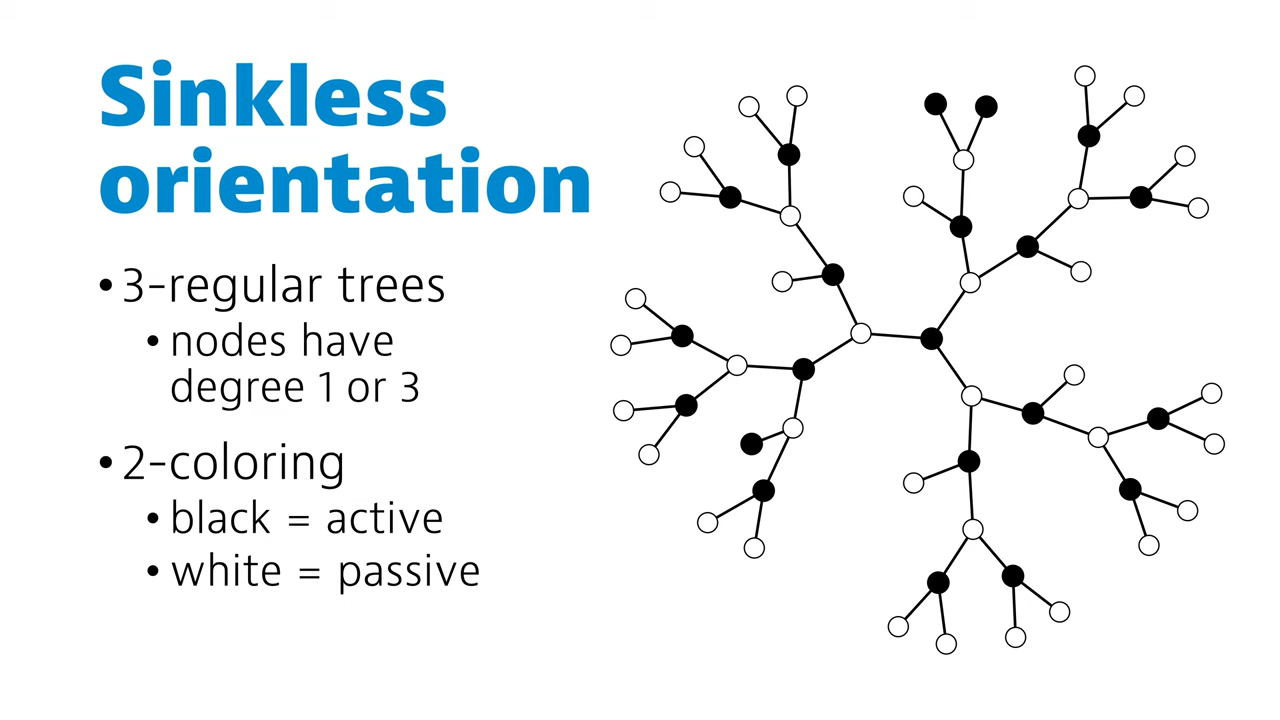 Sinkless
orientation
• 3-regular trees
• nodes have
degree 1 or 3
• 2-coloring
• black = active
• white = passive